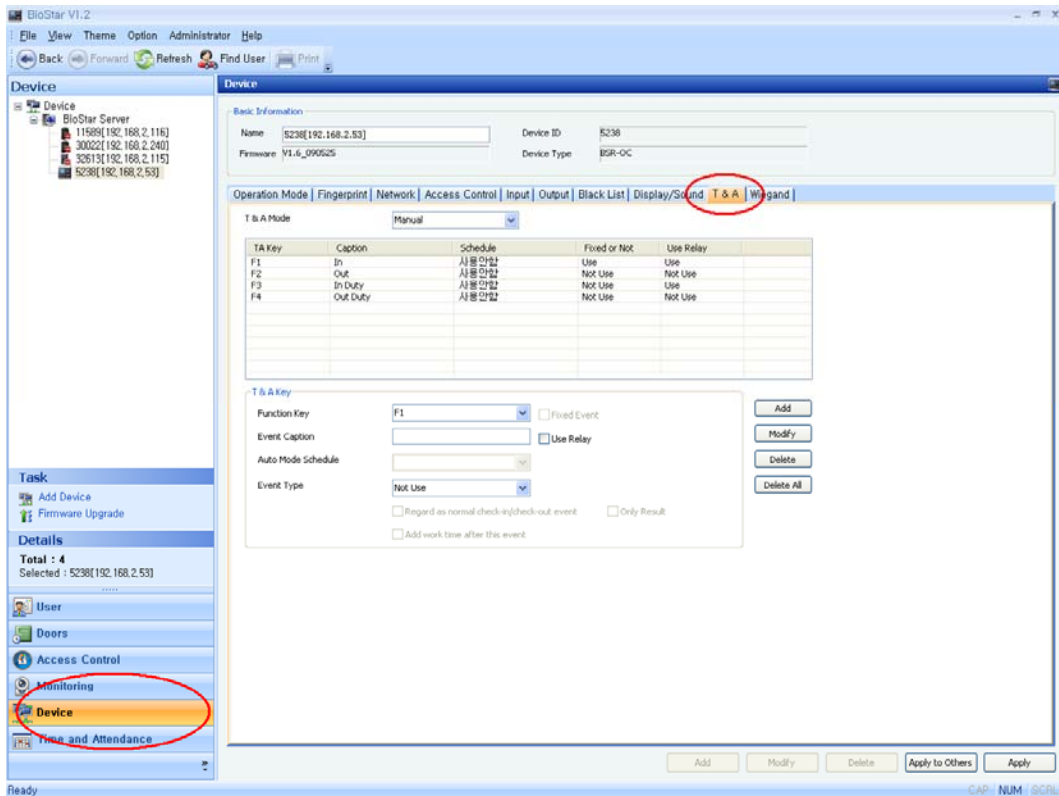 BioStar V1.2
File View Theme Option Administrator Help
Back Forward Refresh Find User Print
Device
Device
BioStar Server
11589[192,168,2,116]
30022[192,168,2,240]
32613[192,168,2,115]
5238[192,168,2,53]
Task
Add Device
Firmware Upgrade
Details
Total : 4
Selected : 5238[192,168,2,53]
User
Doors
Access Control
Monitoring
Device
Time and Attendance
Device
Basic Information
Name 5238[192.168.2.53] Device ID 5238
Firmware V1.6_090525 Device Type BSR-OC
Operation Mode Fingerprint Network Access Control Input Output Black List Display/Sound T & A Wiegand
T & A Mode Manual
TA Key Caption Schedule Fixed or Not Use Relay
F1 In 사용안함 Use Use
F2 Out 사용안함 Not Use Not Use
F3 In Duty 사용안함 Not Use Use
F4 Out Duty 사용안함 Not Use Not Use
T & A Key
Function Key F1 Fixed Event
Event Caption Use Relay
Auto Mode Schedule
Event Type Not Use
Regard as normal check-in/check-out event Only Result
Add work time after this event
Add
Modify
Delete
Delete All
Add Modify Delete Apply to Others Apply
Ready CAP NUM SCRL